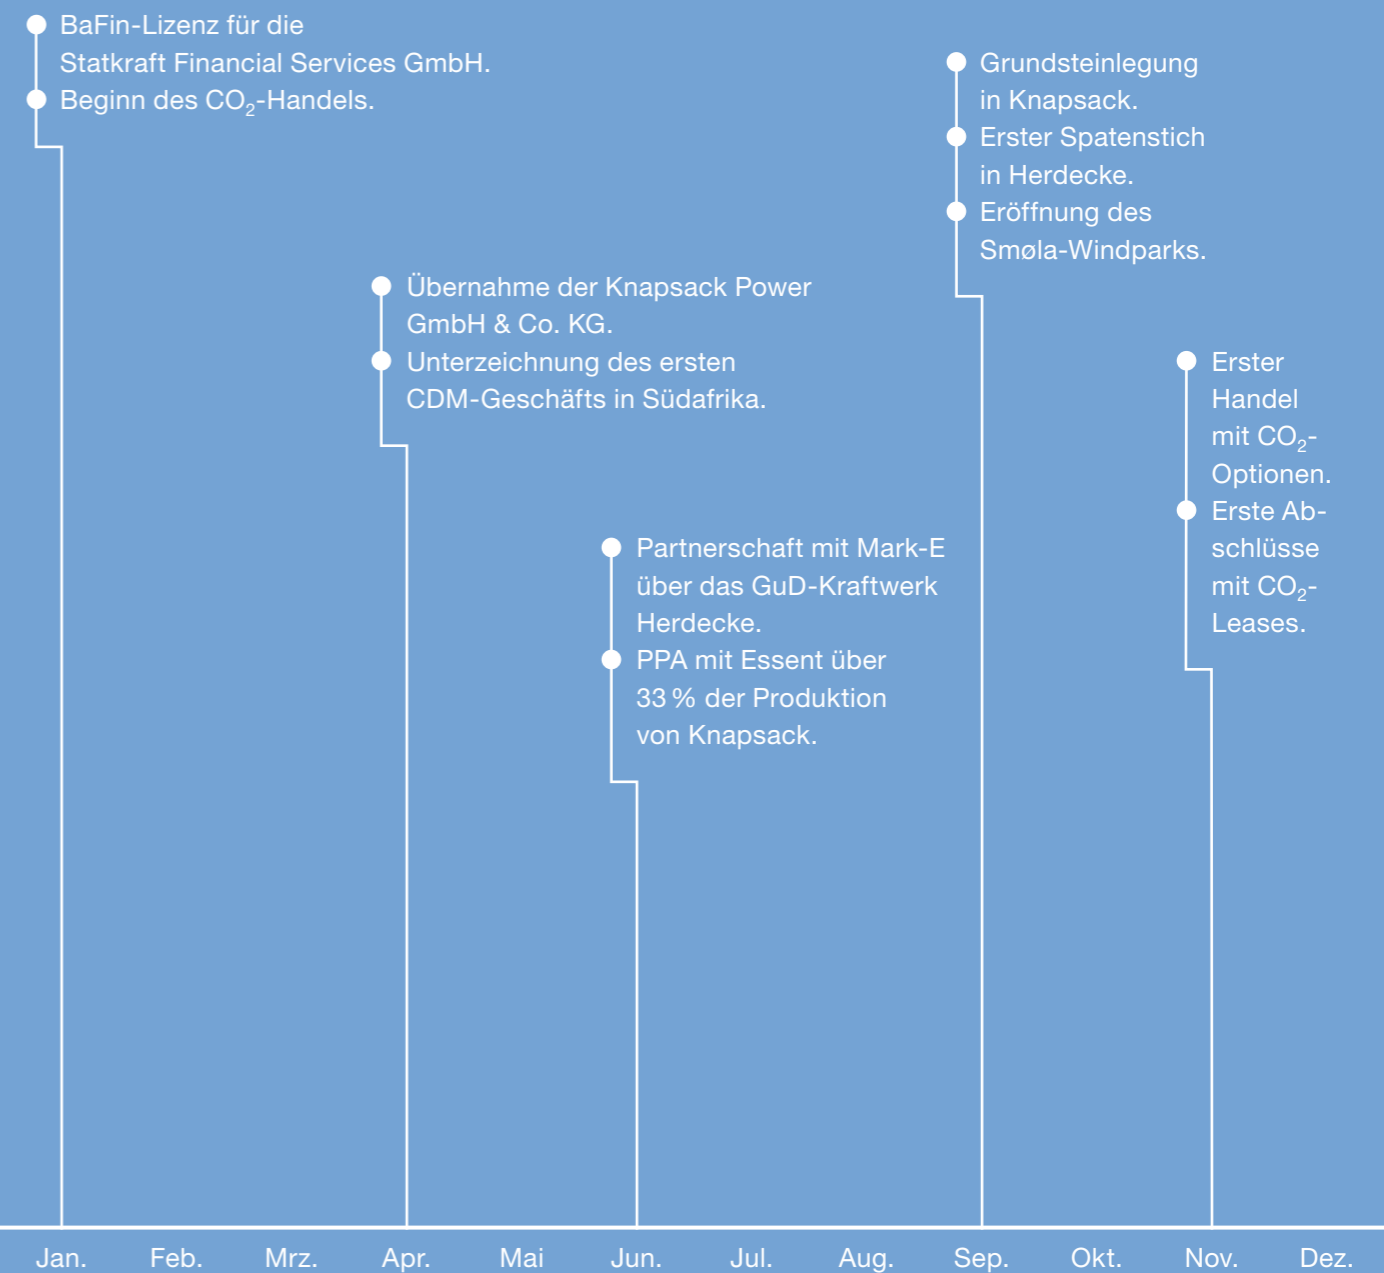 BaFin-Lizenz für die
Statkraft Financial Services GmbH.
Beginn des CO₂-Handels.
Übernahme der Knapsack Power
GmbH & Co. KG.
Unterzeichnung des ersten
CDM-Geschäfts in Südafrika.
Partnerschaft mit Mark-E
über das GuD-Kraftwerk
Herdecke.
PPA mit Essent über
33 % der Produktion
von Knapsack.
Grundsteinlegung
in Knapsack.
Erster Spatenstich
in Herdecke.
Eröffnung des
Smøla-Windparks.
Erster
Handel
mit CO₂-
Optionen.
Erste Ab-
schlüsse
mit CO₂-
Leases.
Jan. Feb. Mrz. Apr. Mai Jun. Jul. Aug. Sep. Okt. Nov. Dez.